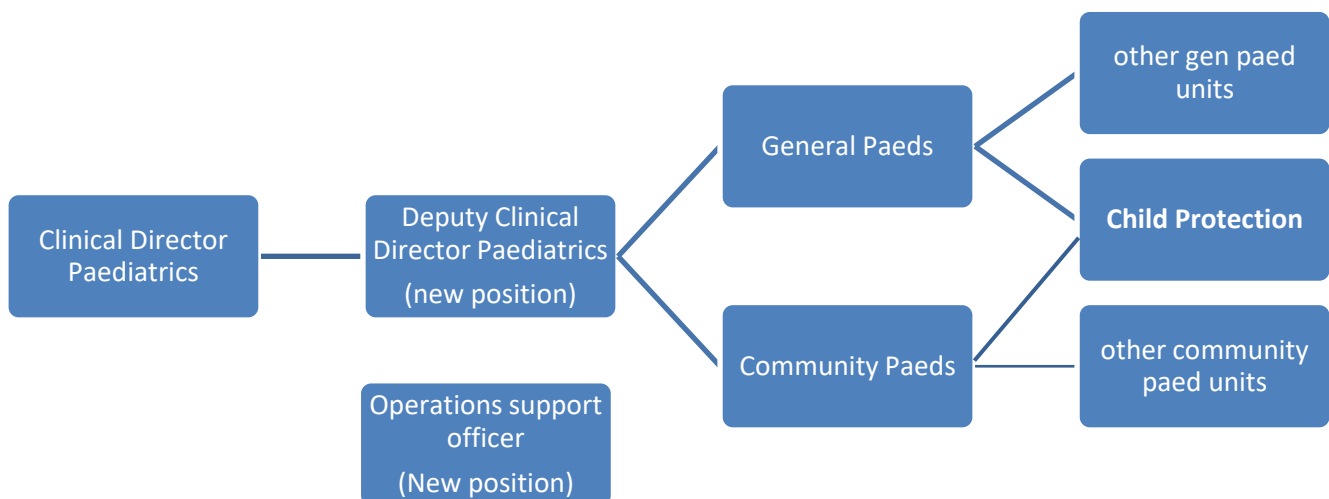 Clinical Director
Paediatrics
Deputy Clinical
Director Paediatrics
(new position)
Operations support
officer
(New position)
General Paeds
Community Paeds
other gen paed
units
Child Protection
other community
paed units